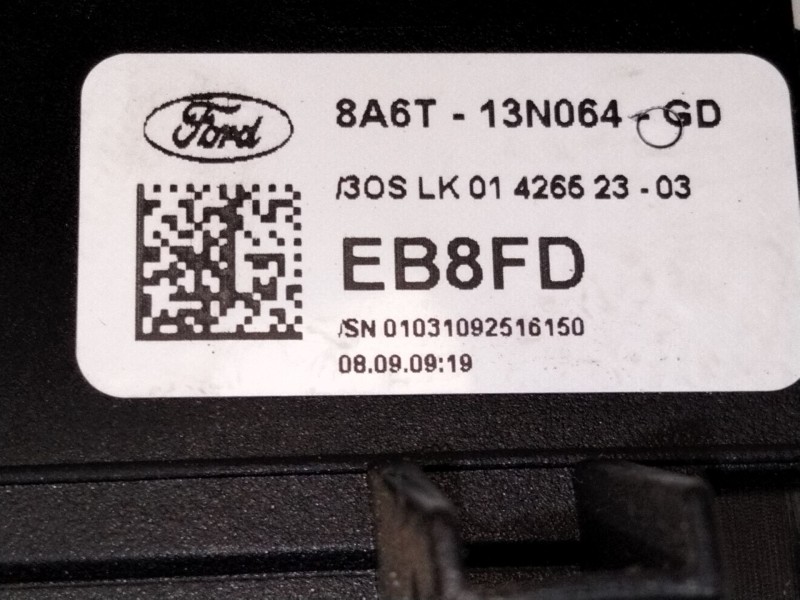 Ford
8A6T - 13N064 - GD
/3OS LK 01 4266 23 - 03
EB8FD
/SN 01031092516150
08.09.09:19